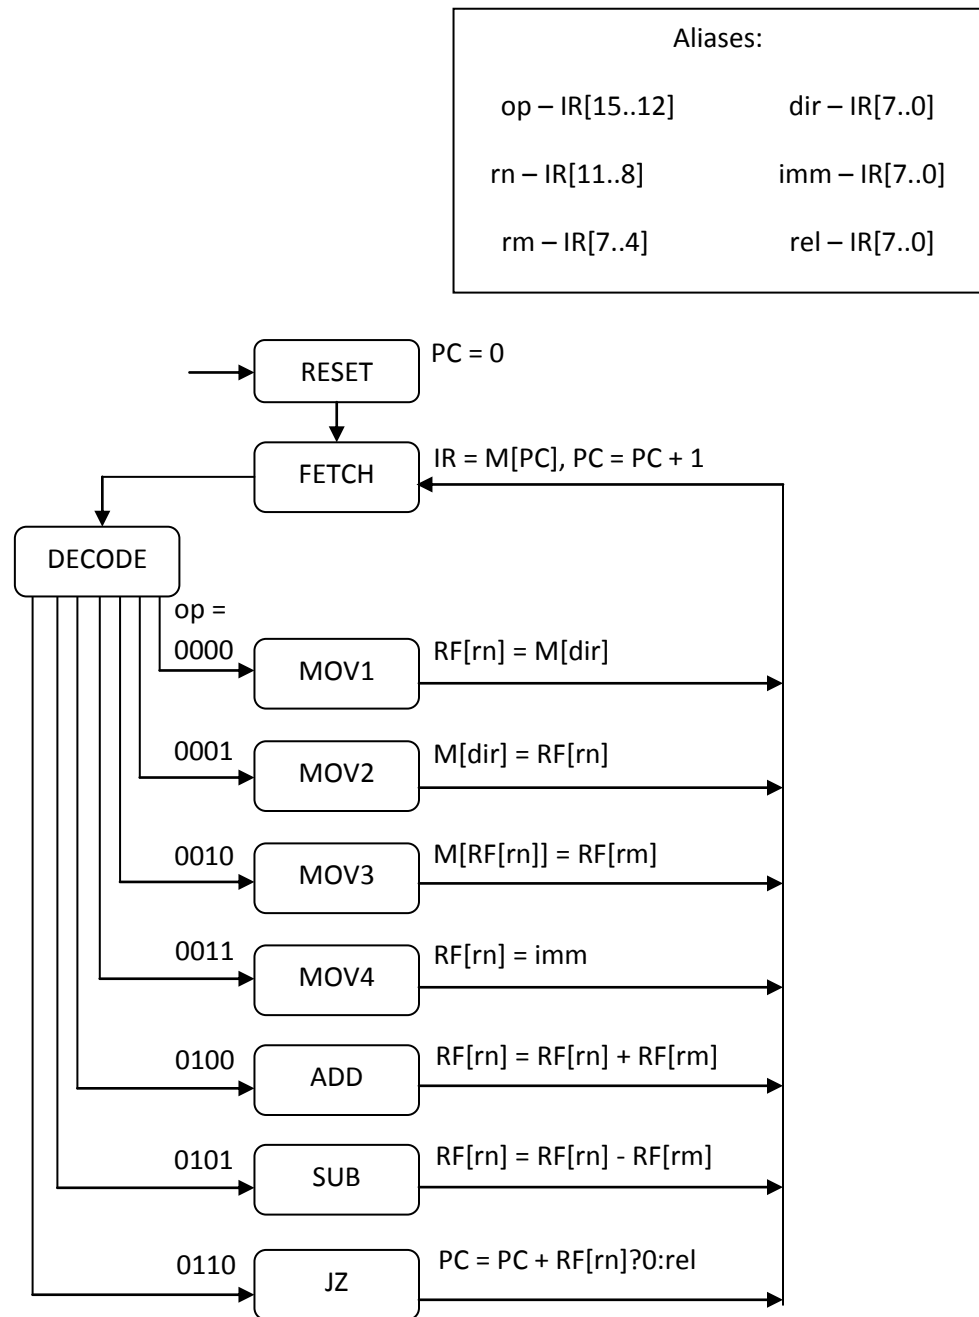 Aliases:
op – IR[15..12] dir – IR[7..0]
rn – IR[11..8] imm – IR[7..0]
rm – IR[7..4] rel – IR[7..0]
RESET PC = 0
FETCH IR = M[PC], PC = PC + 1
DECODE
op =
0000 MOV1 RF[rn] = M[dir]
0001 MOV2 M[dir] = RF[rn]
0010 MOV3 M[RF[rn]] = RF[rm]
0011 MOV4 RF[rn] = imm
0100 ADD RF[rn] = RF[rn] + RF[rm]
0101 SUB RF[rn] = RF[rn] - RF[rm]
0110 JZ PC = PC + RF[rn]?0:rel